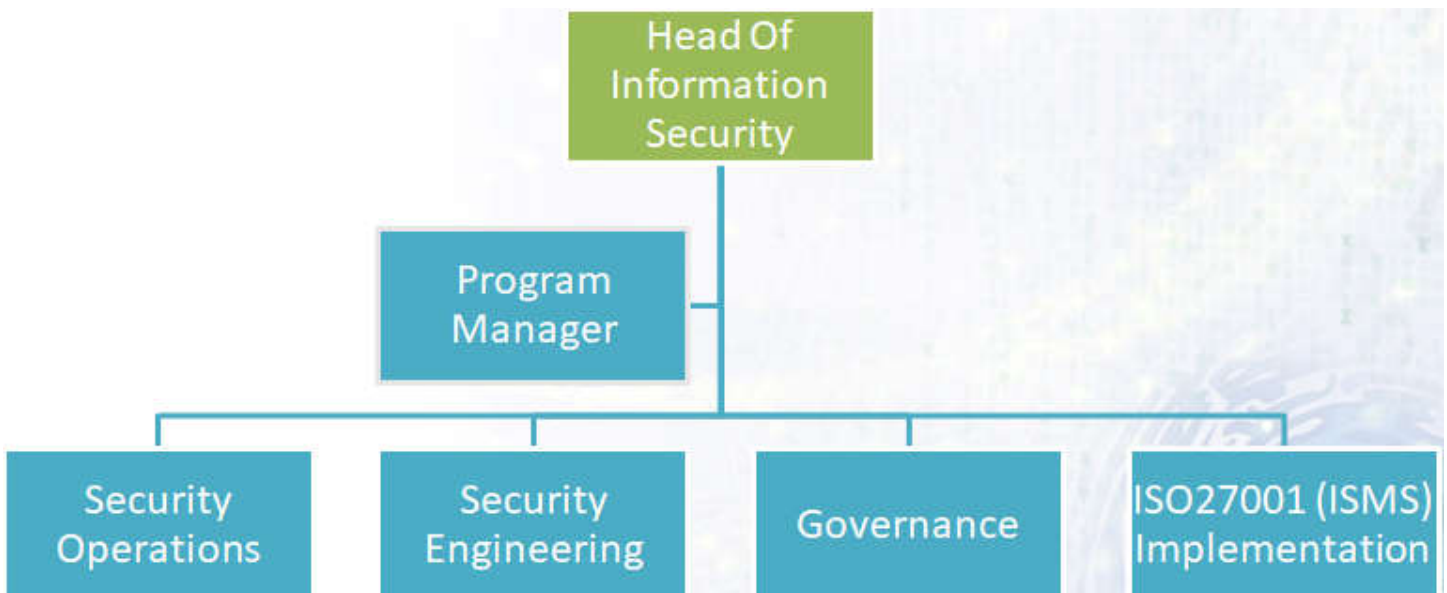 Head Of
Information
Security
Program
Manager
Security
Operations
Security
Engineering
Governance
ISO27001 (ISMS)
Implementation